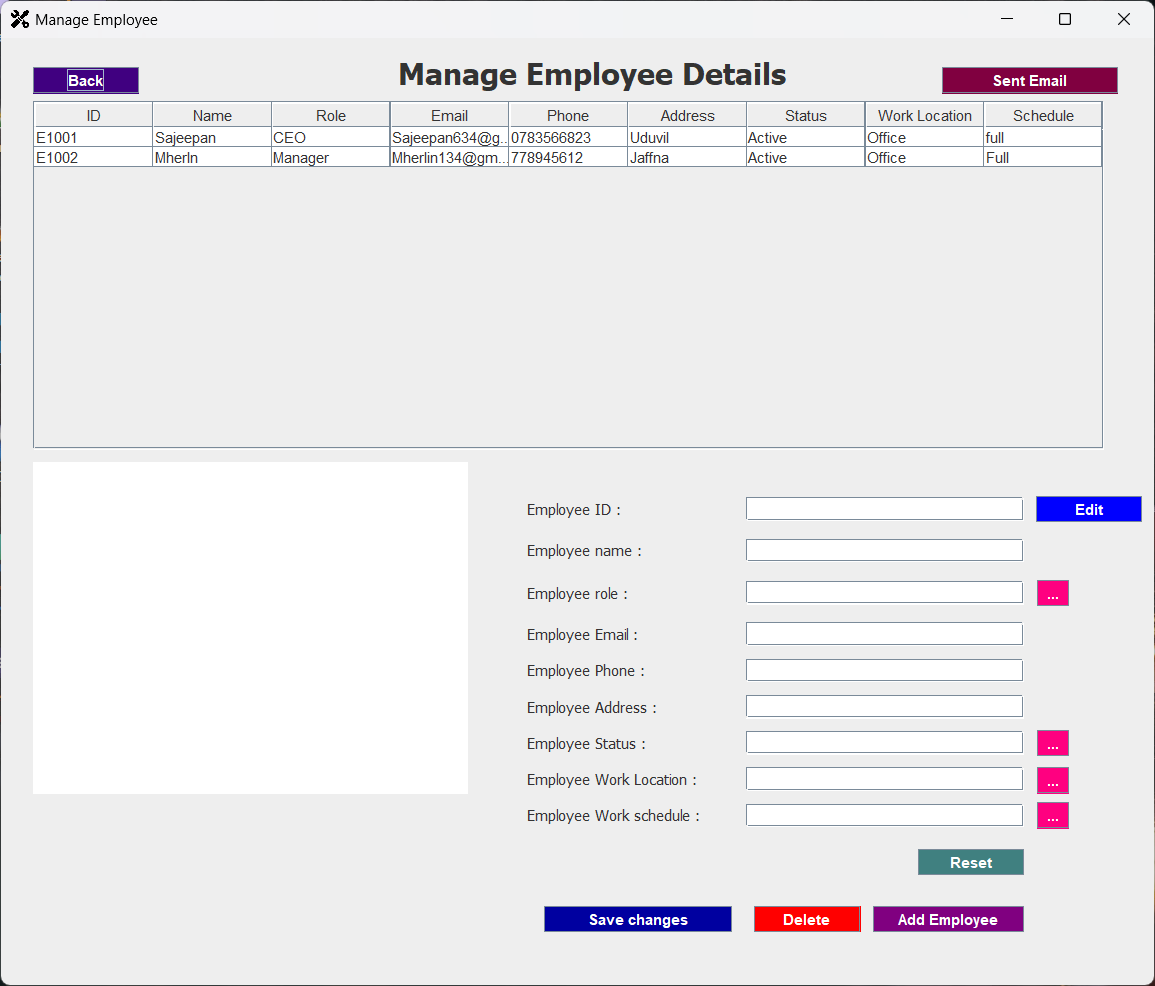 Manage Employee
Back
Manage Employee Details
Sent Email
ID Name Role Email Phone Address Status Work Location Schedule
E1001 Sajeepan CEO Sajeepan634@g... 0783566823 Uduvil Active Office full
E1002 Mherln Manager Mherlin134@gm... 778945612 Jaffna Active Office Full
Employee ID :
Edit
Employee name :
Employee role :
...
Employee Email :
Employee Phone :
Employee Address :
Employee Status :
...
Employee Work Location :
...
Employee Work schedule :
...
Reset
Save changes
Delete
Add Employee